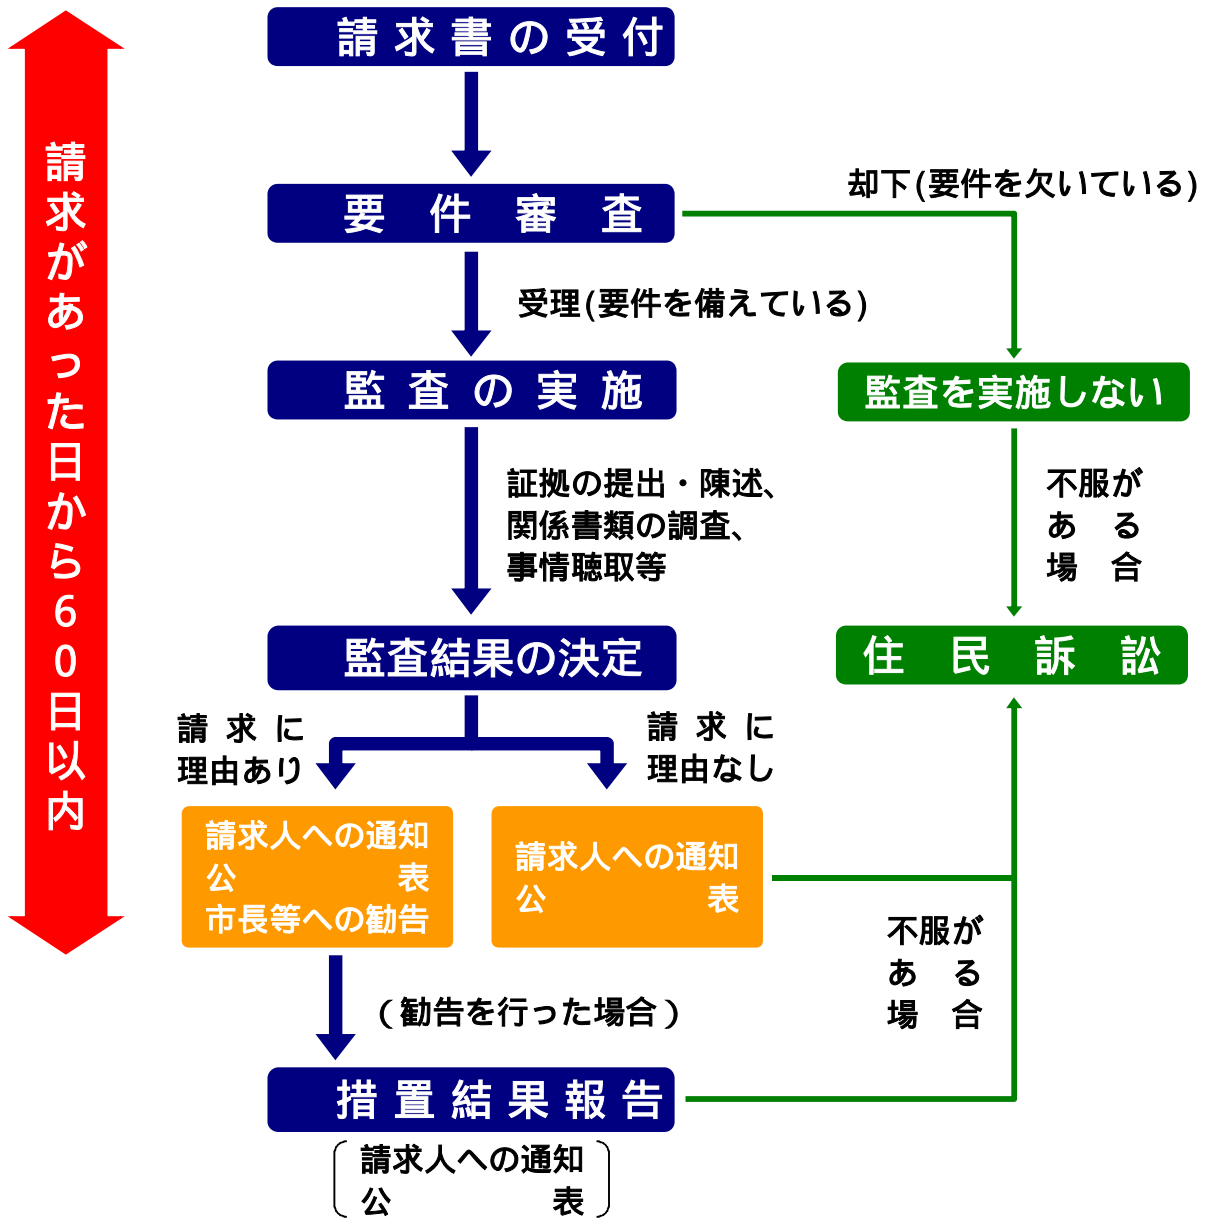 請求があった日から60日以内
請求書の受付
要件審査
却下(要件を欠いている)
受理(要件を備えている)
監査の実施
監査を実施しない
証拠の提出・陳述、
関係書類の調査、
事情聴取等
不服が
ある
場合
監査結果の決定
住民訴訟
請求に
理由あり
請求に
理由なし
請求人への通知
公表
市長等への勧告
請求人への通知
公表
不服が
ある
場合
(勧告を行った場合)
措置結果報告
請求人への通知
公表